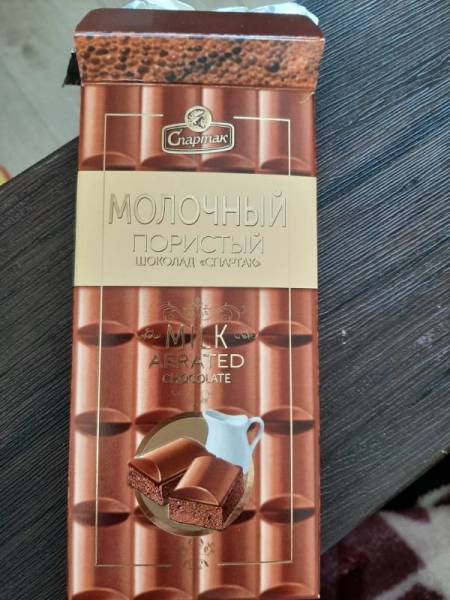 Спартак
МОЛОЧНЫЙ
ПОРИСТЫЙ
ШОКОЛАД «СПАРТАК»
MILK
AERATED
CHOCOLATE